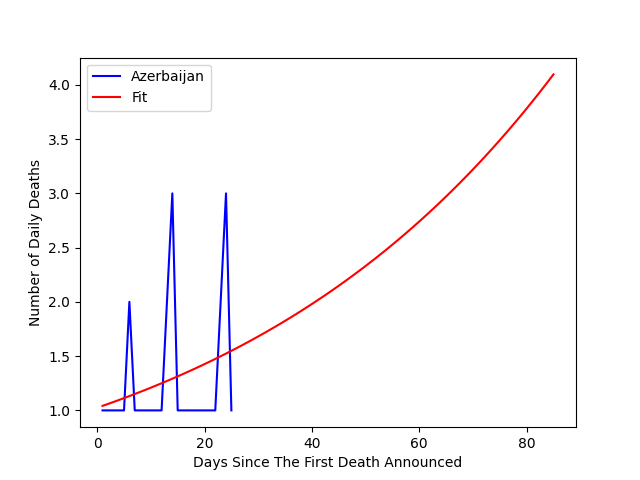 Azerbaijan
Fit
4.0
3.5
3.0
2.5
2.0
1.5
1.0
Number of Daily Deaths
0 20 40 60 80
Days Since The First Death Announced